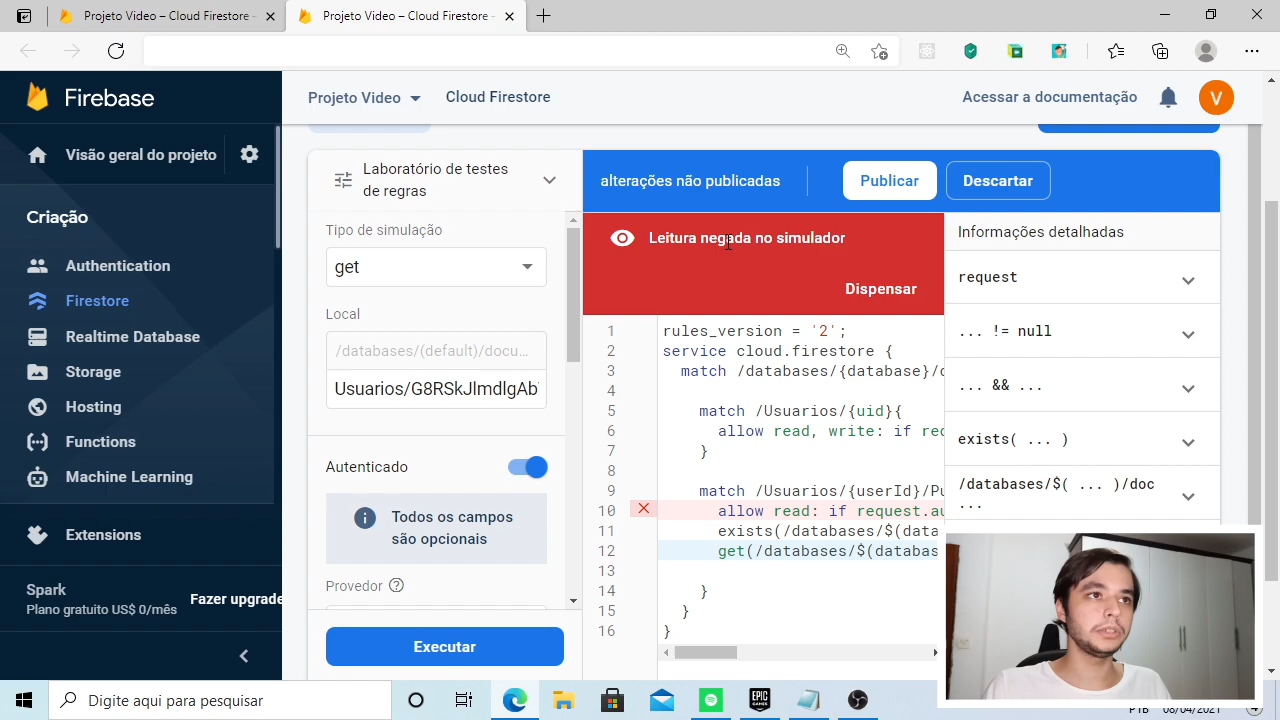 Projeto Video – Cloud Firestore -
Projeto Video – Cloud Firestore -
Firebase
Projeto Video
Cloud Firestore
Acessar a documentação
V
Visão geral do projeto
Criação
Authentication
Firestore
Realtime Database
Storage
Hosting
Functions
Machine Learning
Extensions
Spark
Plano gratuito US$ 0/mês
Fazer upgrade
Laboratório de testes
de regras
Tipo de simulação
get
Local
/databases/(default)/docu...
Usuarios/G8RSkJlmdlgAb
Autenticado
Todos os campos
são opcionais
Provedor
Executar
alterações não publicadas
Publicar
Descartar
Leitura negada no simulador
Dispensar
1 rules_version = '2';
2 service cloud.firestore {
3 match /databases/{database}/d
4
5 match /Usuarios/{uid}{
6 allow read, write: if req
7 }
8
9 match /Usuarios/{userId}/Pu
10 allow read: if request.au
11 exists(/databases/$(data
12 get(/databases/$(databas
13
14 }
15 }
16 }
Informações detalhadas
request
... != null
... && ...
exists( ... )
/databases/$( ... )/doc
...
Digite aqui para pesquisar
EPIC
GAMES
PTB
08/04/2021